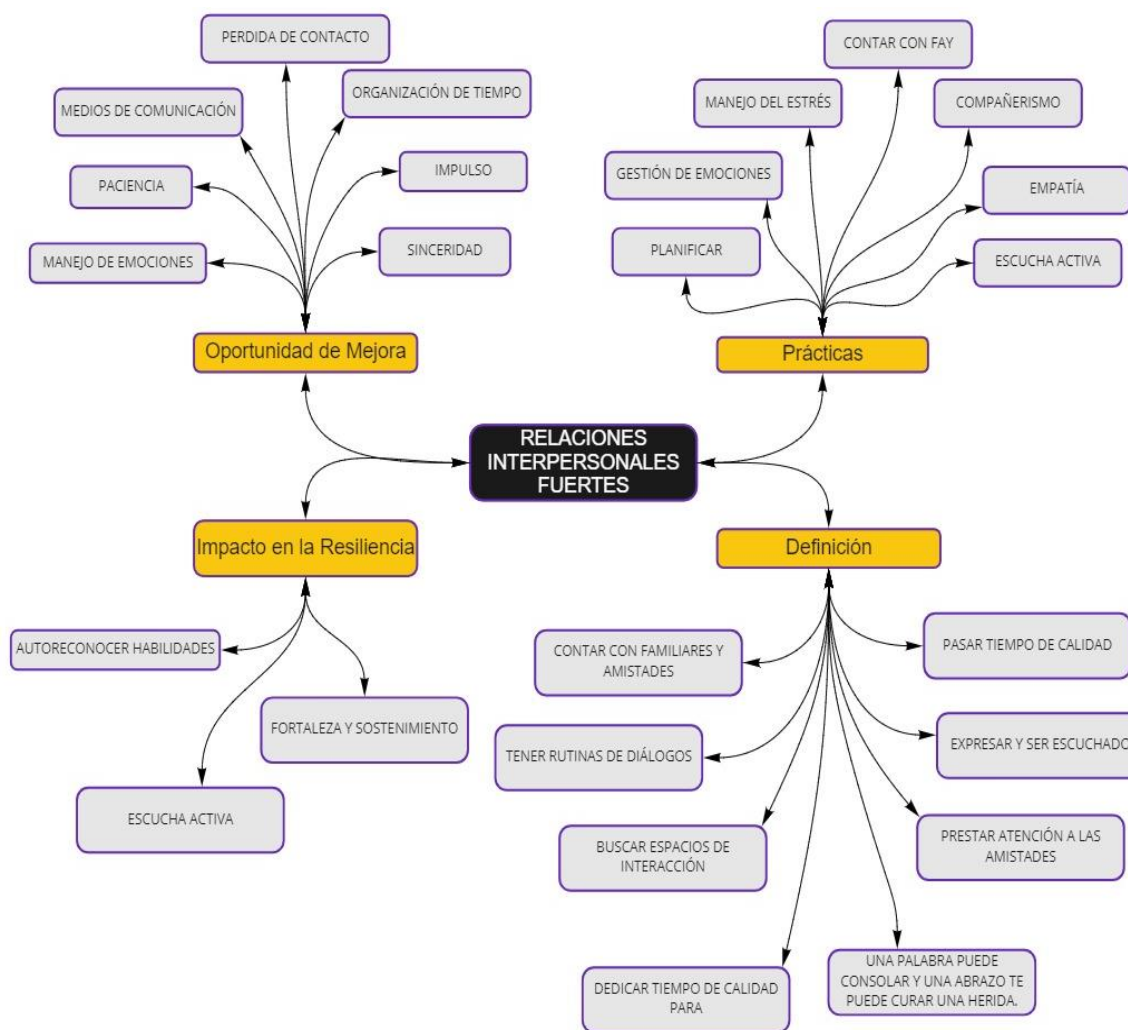 PERDIDA DE CONTACTO
ORGANIZACIÓN DE TIEMPO
MEDIOS DE COMUNICACIÓN
IMPULSO
PACIENCIA
SINCERIDAD
MANEJO DE EMOCIONES
Oportunidad de Mejora
CONTAR CON FAY
MANEJO DEL ESTRÉS
COMPAÑERISMO
GESTIÓN DE EMOCIONES
EMPATÍA
PLANIFICAR
ESCUCHA ACTIVA
Prácticas
RELACIONES
INTERPERSONALES
FUERTES
Impacto en la Resiliencia
AUTORECONOCER HABILIDADES
FORTALEZA Y SOSTENIMIENTO
ESCUCHA ACTIVA
Definición
CONTAR CON FAMILIARES Y
AMISTADES
PASAR TIEMPO DE CALIDAD
TENER RUTINAS DE DIÁLOGOS
EXPRESAR Y SER ESCUCHADO
BUSCAR ESPACIOS DE
INTERACCIÓN
PRESTAR ATENCIÓN A LAS
AMISTADES
DEDICAR TIEMPO DE CALIDAD
PARA
UNA PALABRA PUEDE
CONSOLAR Y UNA ABRAZO TE
PUEDE CURAR UNA HERIDA.